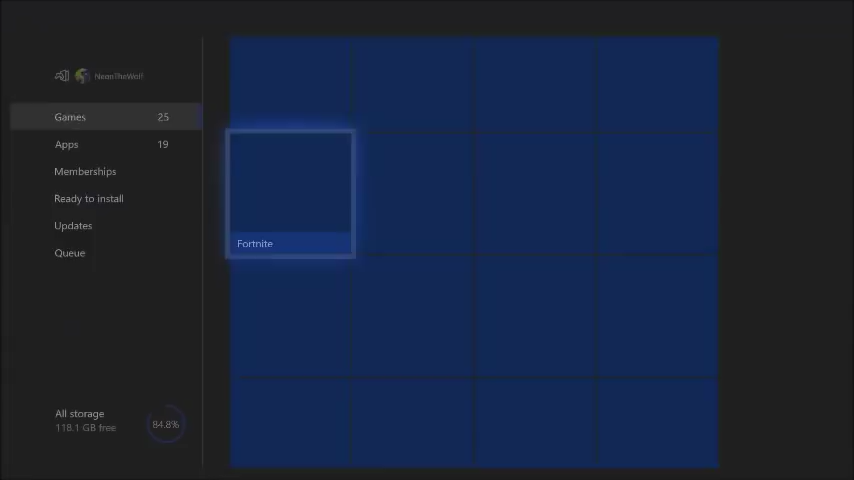 NeanTheWolf
Games 25
Apps 19
Memberships
Ready to install
Updates
Queue
Fortnite
All storage
118.1 GB free
84.8%